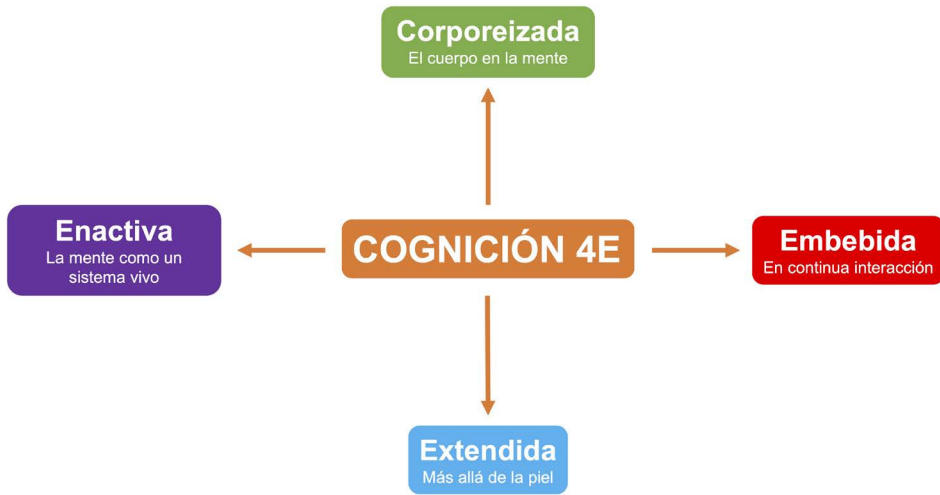 Corporeizada
El cuerpo en la mente
Enactiva
La mente como un
sistema vivo
COGNICIÓN 4E
Embebida
En continua interacción
Extendida
Más allá de la piel